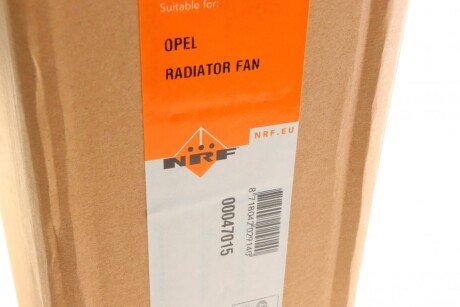 Suitable for:
OPEL
RADIATOR FAN
NRF.EU
NRF
00047015